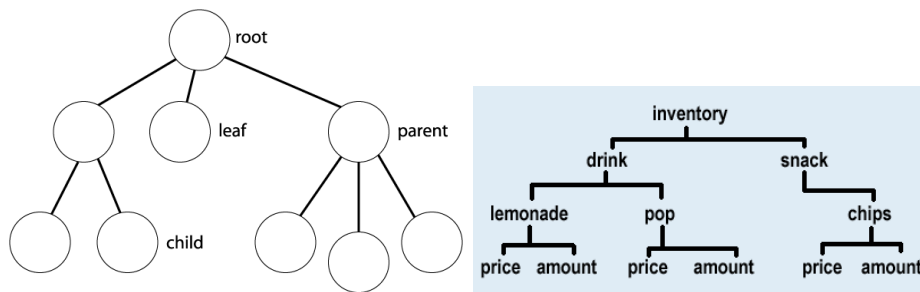 root
leaf
parent
child
inventory
drink snack
lemonade pop chips
price amount price amount price amount